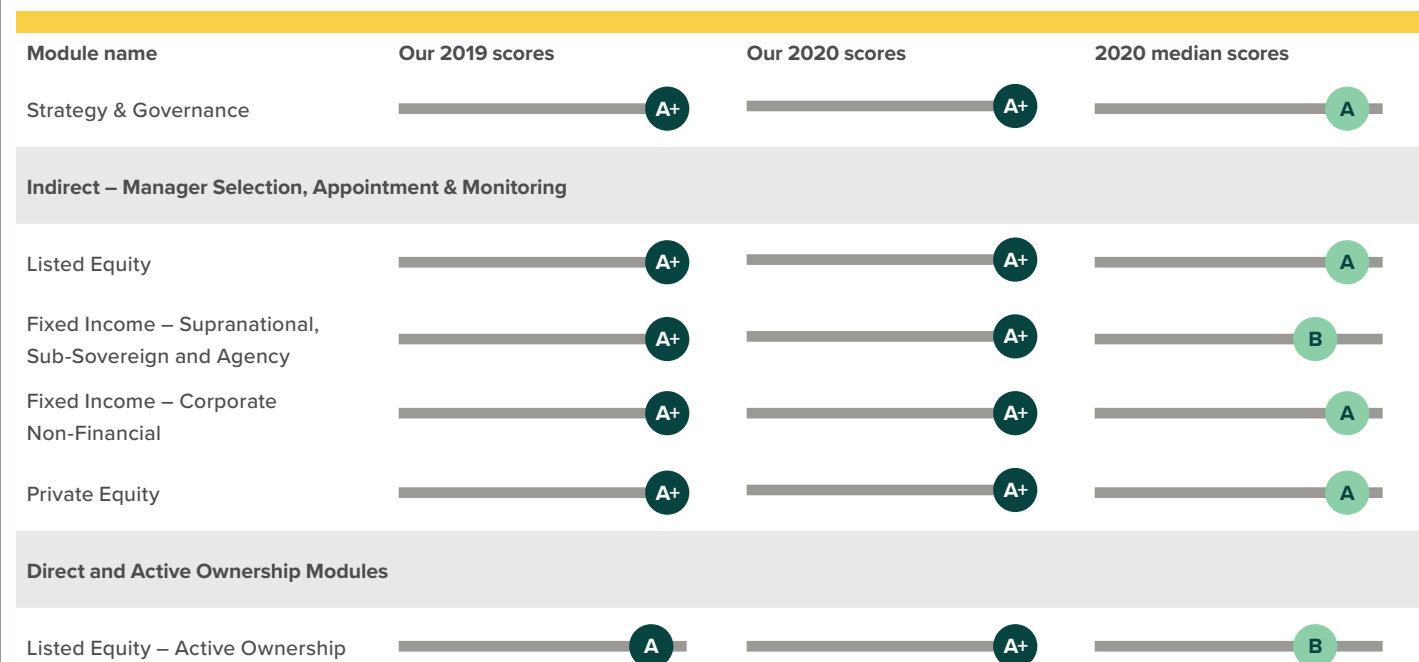 Module name Our 2019 scores Our 2020 scores 2020 median scores
Strategy & Governance A+ A+ A
Indirect – Manager Selection, Appointment & Monitoring
Listed Equity A+ A+ A
Fixed Income – Supranational,
Sub-Sovereign and Agency A+ A+ B
Fixed Income – Corporate
Non-Financial A+ A+ A
Private Equity A+ A+ A
Direct and Active Ownership Modules
Listed Equity – Active Ownership A A+ B